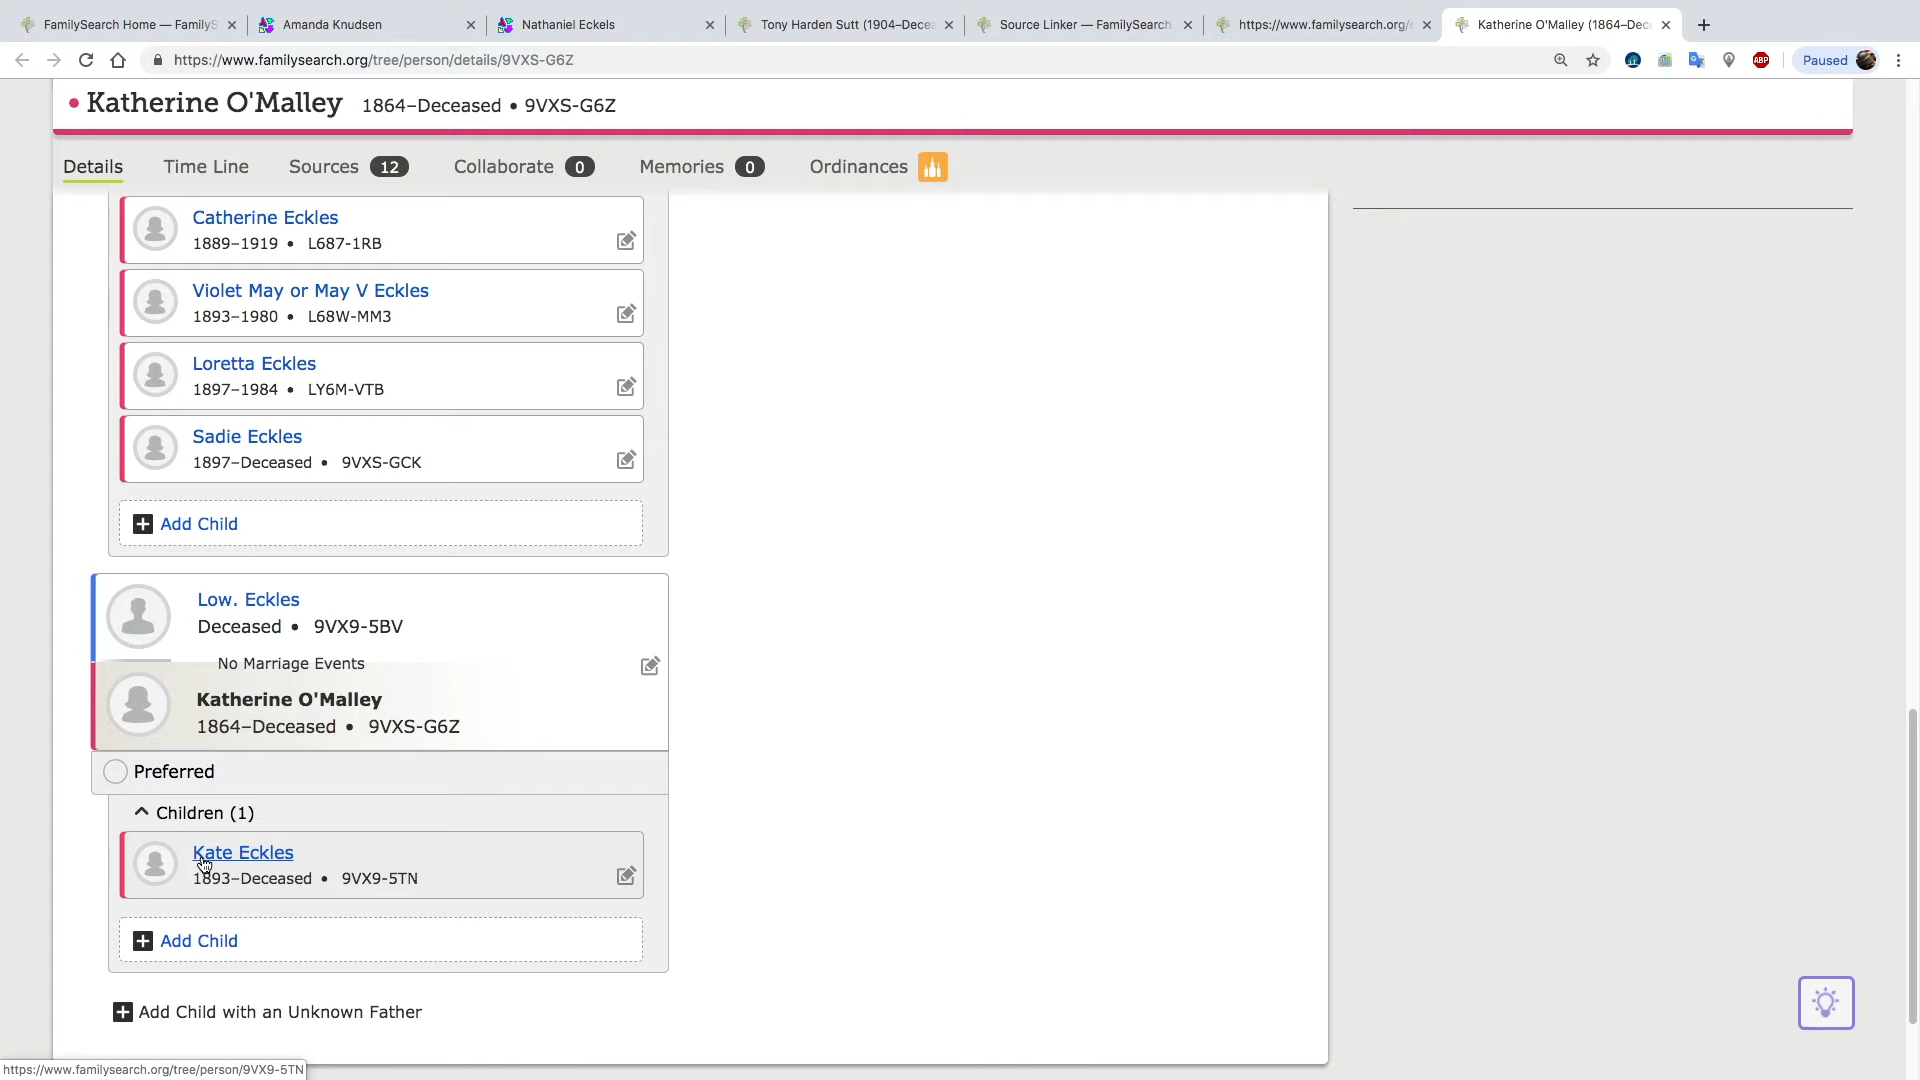 FamilySearch Home — FamilyS
Amanda Knudsen
Nathaniel Eckels
Tony Harden Sutt (1904–Decea
Source Linker — FamilySearch
https://www.familysearch.org/s
Katherine O'Malley (1864–Dec
https://www.familysearch.org/tree/person/details/9VXS-G6Z
ABP
Paused
Katherine O'Malley 1864–Deceased • 9VXS-G6Z
Details Time Line Sources 12 Collaborate 0 Memories 0 Ordinances
Catherine Eckles
1889–1919 • L687-1RB
Violet May or May V Eckles
1893–1980 • L68W-MM3
Loretta Eckles
1897–1984 • LY6M-VTB
Sadie Eckles
1897–Deceased • 9VXS-GCK
Add Child
Low. Eckles
Deceased • 9VX9-5BV
No Marriage Events
Katherine O'Malley
1864–Deceased • 9VXS-G6Z
Preferred
Children (1)
Kate Eckles
1893–Deceased • 9VX9-5TN
Add Child
Add Child with an Unknown Father
https://www.familysearch.org/tree/person/9VX9-5TN